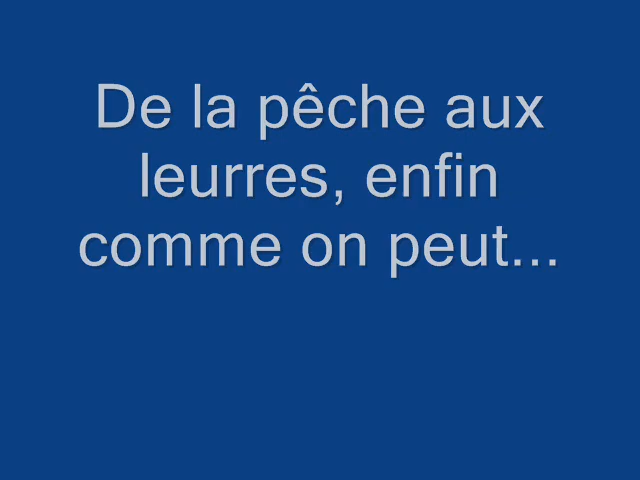 De la pêche aux
leurres, enfin
comme on peut...